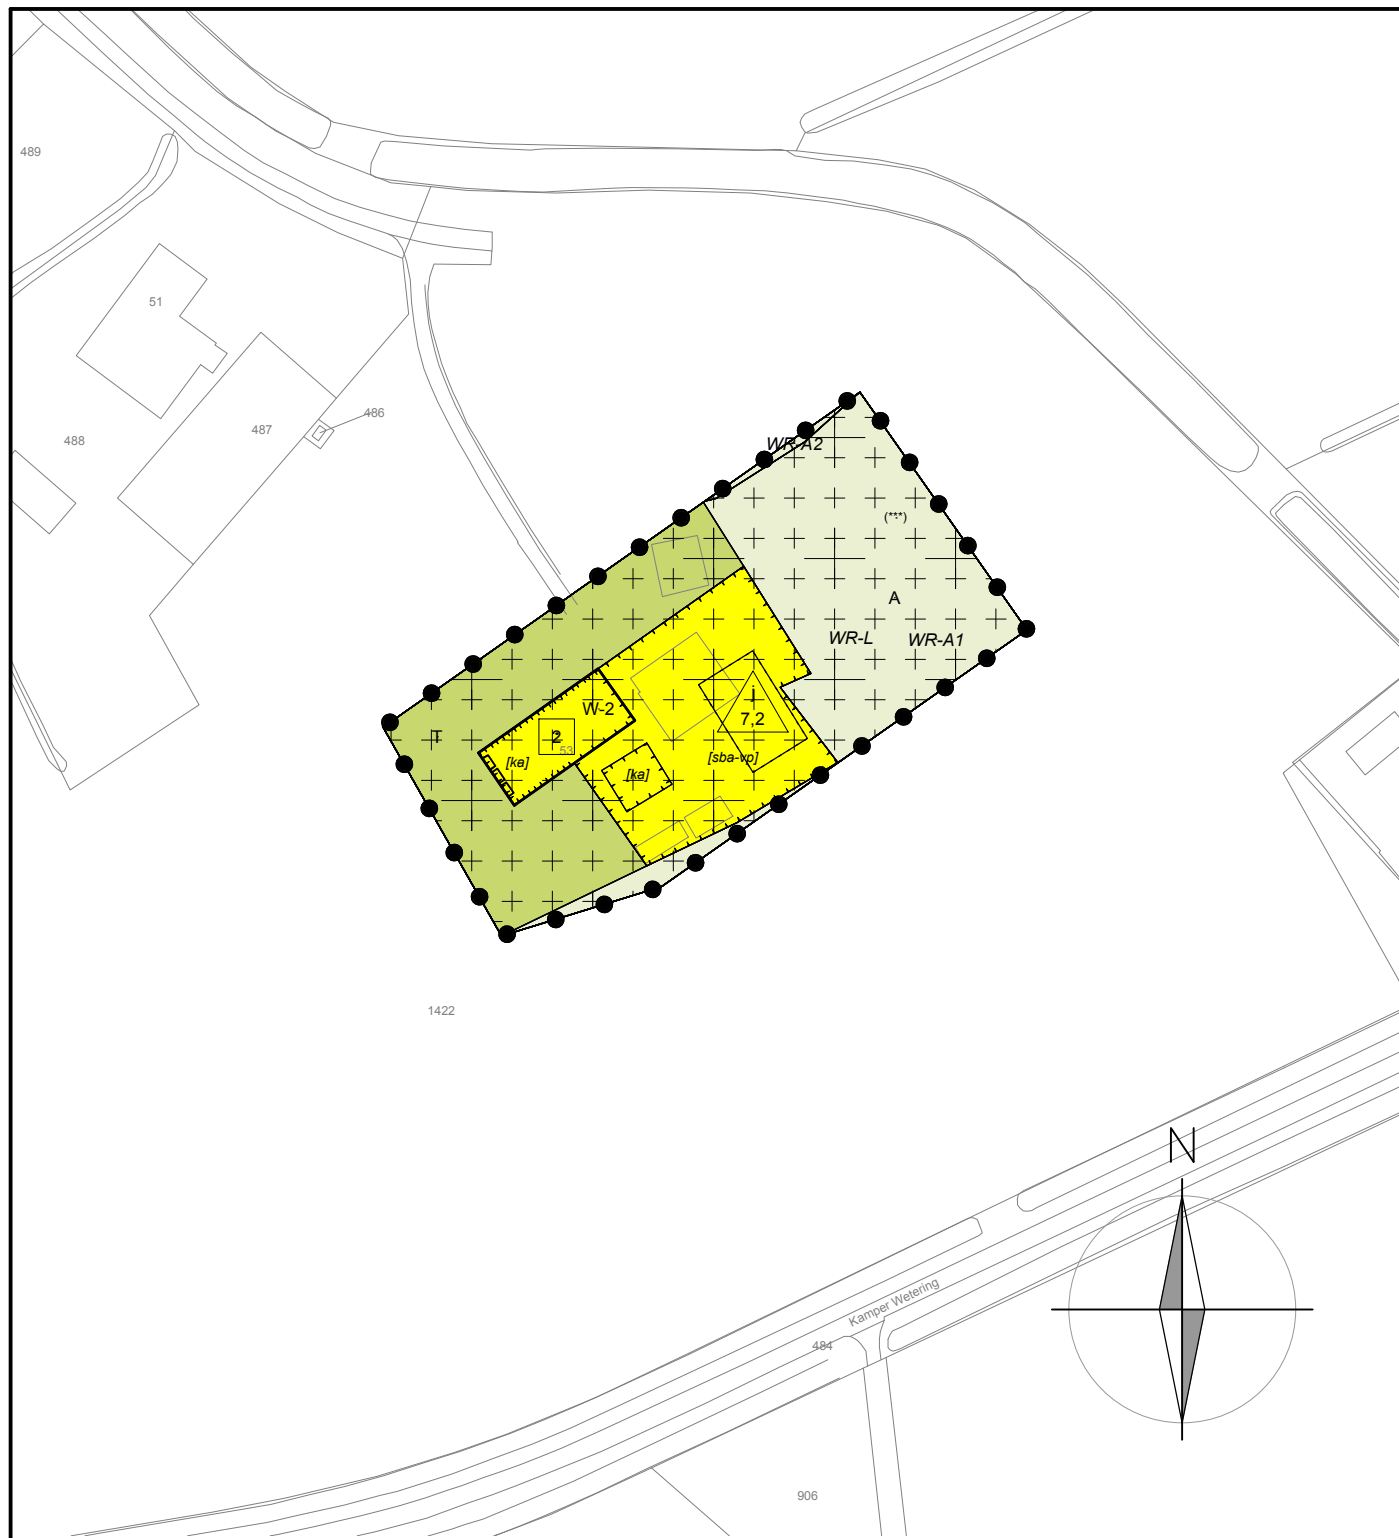 489
51
486
487
488
WR-A2
(***)
A
WR-L
WR-A1
W-2
T
2
53
7,2
[ka]
[ka]
[sba-vp]
1422
N
Kamper Wetering
484
906